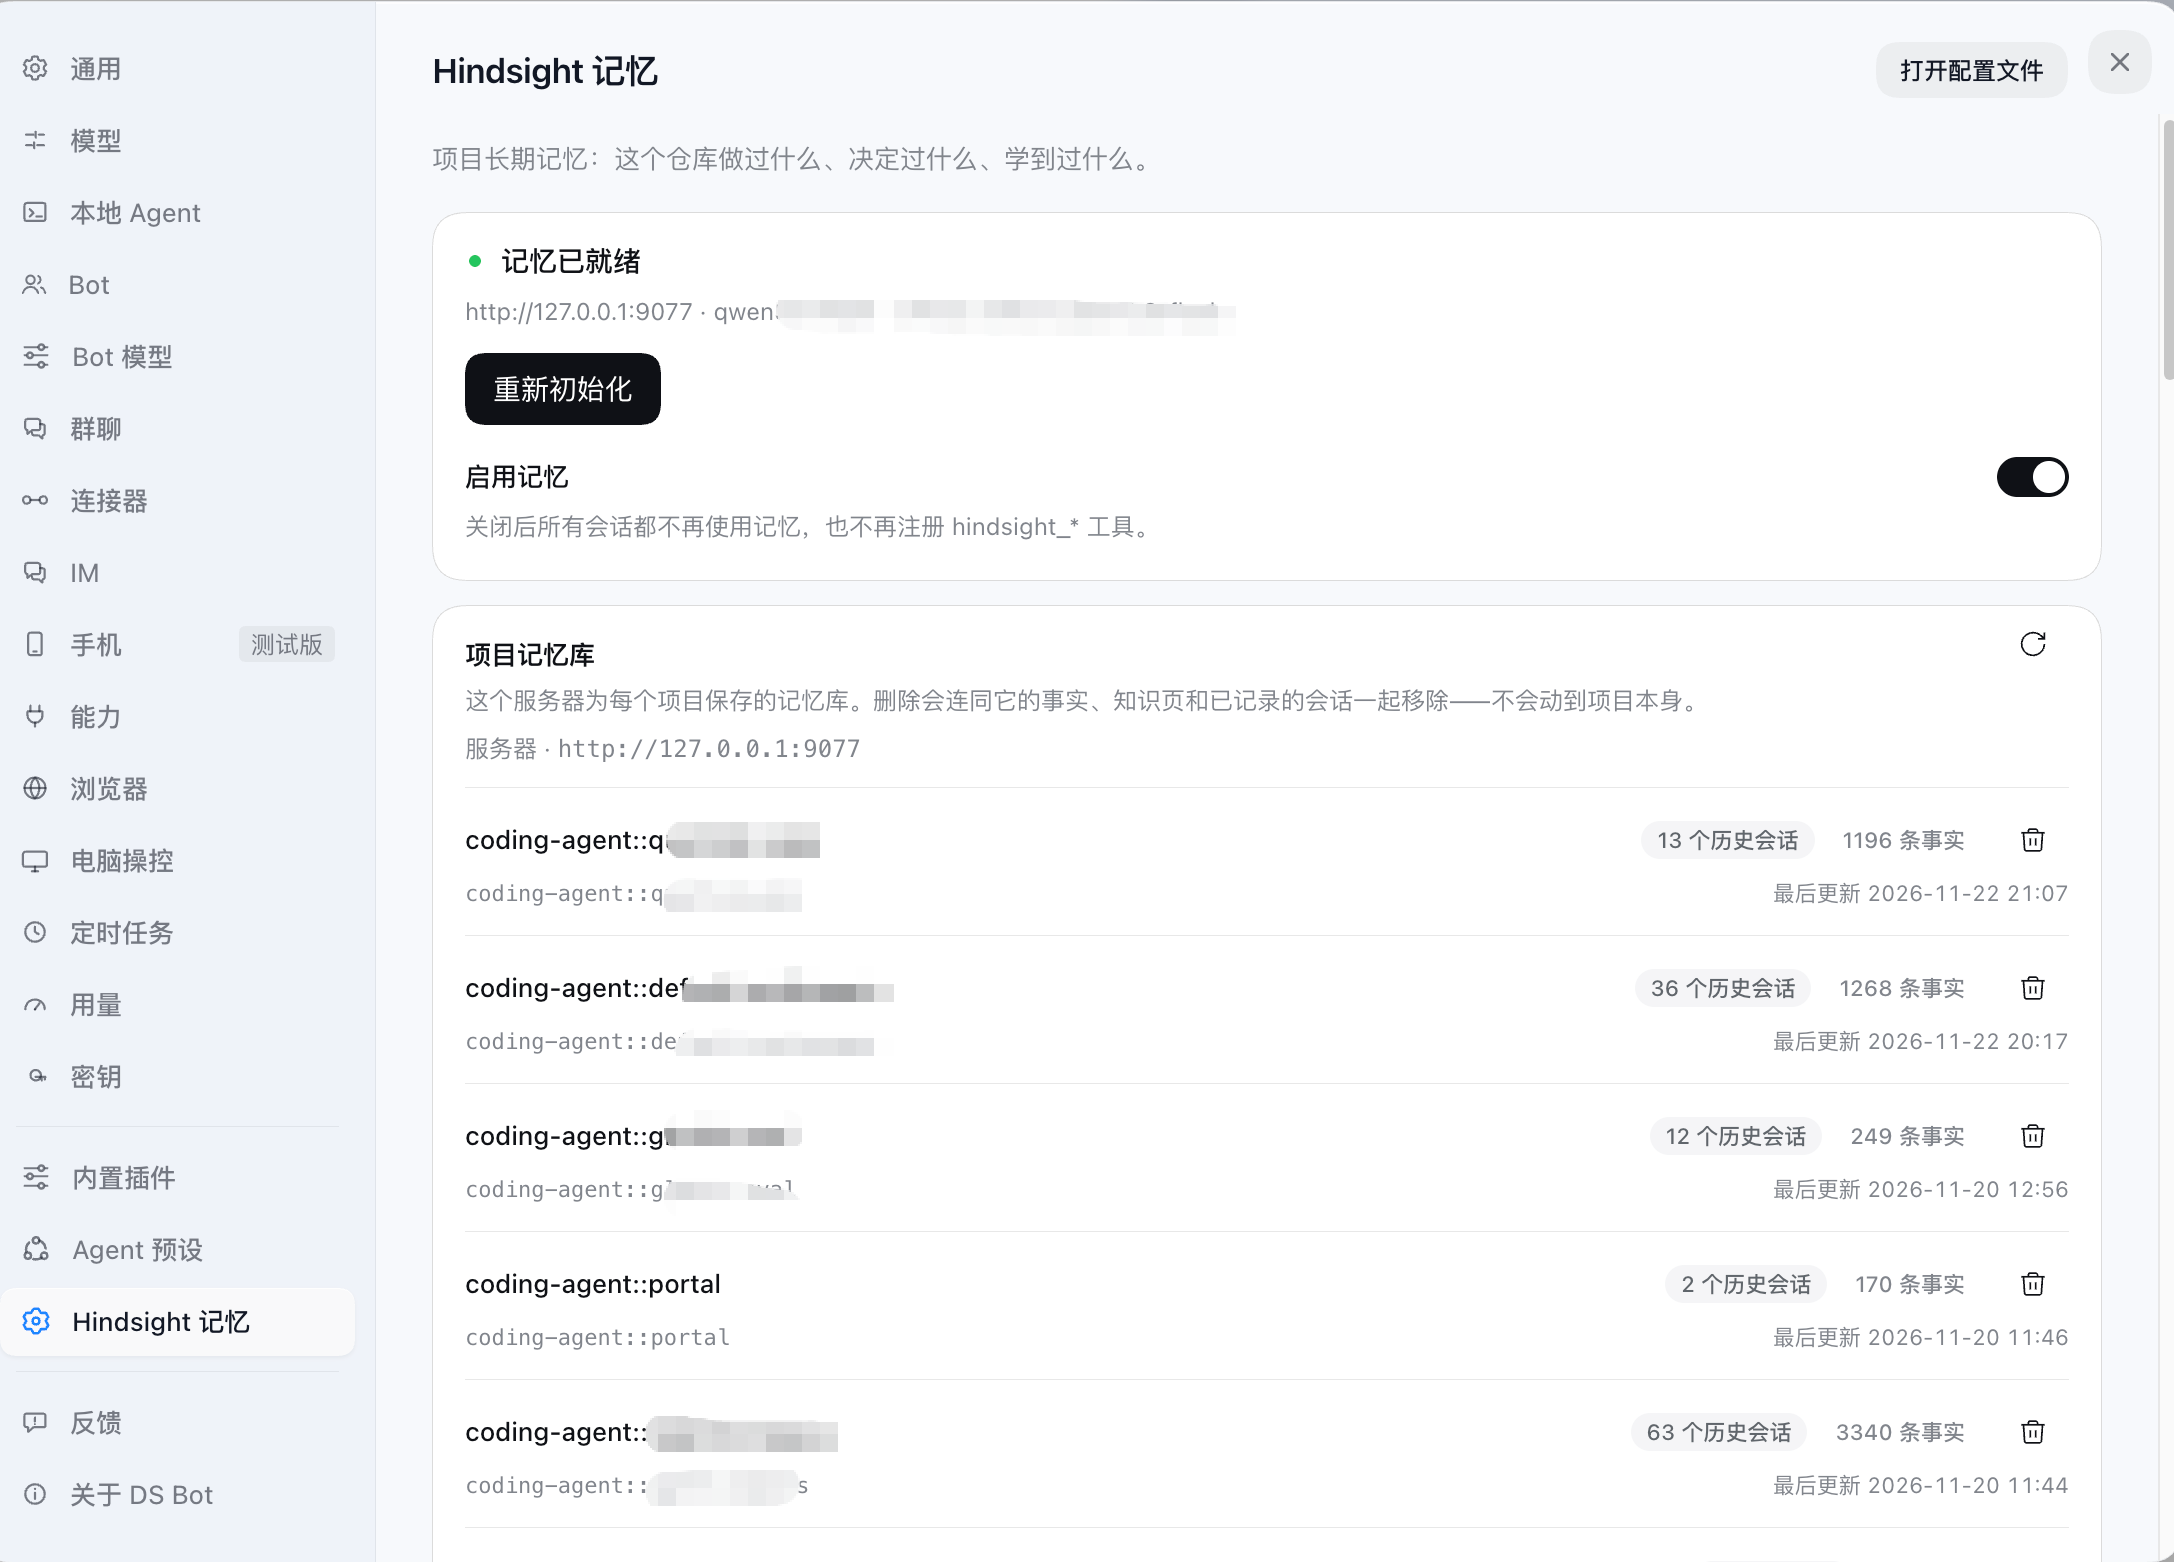 通用
模型
本地 Agent
Bot
Bot 模型
群聊
连接器
IM
手机 测试版
能力
浏览器
电脑操控
定时任务
用量
密钥
内置插件
Agent 预设
Hindsight 记忆
反馈
关于 DS Bot
Hindsight 记忆
打开配置文件
项目长期记忆：这个仓库做过什么、决定过什么、学到过什么。
记忆已就绪
http://127.0.0.1:9077 · qwen
重新初始化
启用记忆
关闭后所有会话都不再使用记忆，也不再注册 hindsight_* 工具。
项目记忆库
这个服务器为每个项目保存的记忆库。删除会连同它的事实、知识页和已记录的会话一起移除——不会动到项目本身。
服务器 · http://127.0.0.1:9077
coding-agent::q 13 个历史会话 1196 条事实
coding-agent::q 最后更新 2026-11-22 21:07
coding-agent::def 36 个历史会话 1268 条事实
coding-agent::de 最后更新 2026-11-22 20:17
coding-agent::g 12 个历史会话 249 条事实
coding-agent::g 最后更新 2026-11-20 12:56
coding-agent::portal 2 个历史会话 170 条事实
coding-agent::portal 最后更新 2026-11-20 11:46
coding-agent:: 63 个历史会话 3340 条事实
coding-agent:: s 最后更新 2026-11-20 11:44